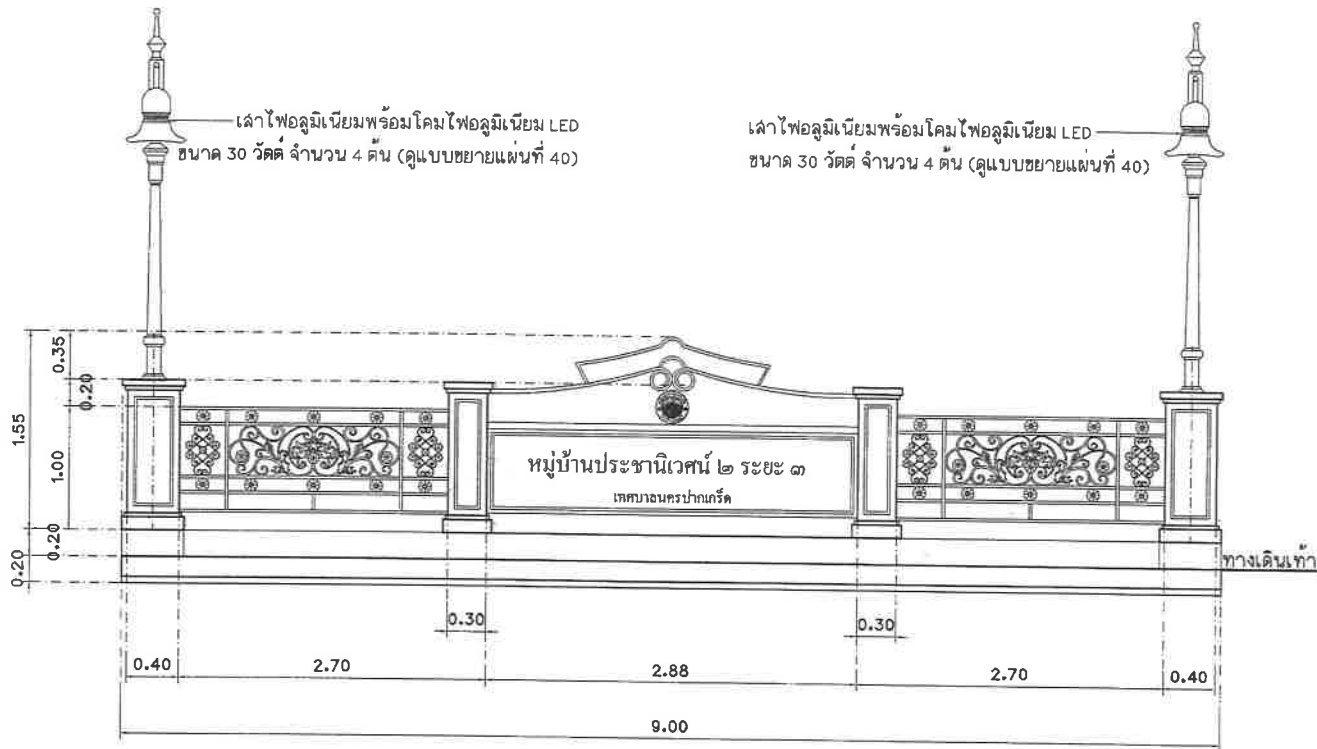 เสาไฟอลูมิเนียมพร้อมโคมไฟอลูมิเนียม LED
ขนาด 30 วัตต์ จำนวน 4 ต้น (ดูแบบขยายแผ่นที่ 40)
เสาไฟอลูมิเนียมพร้อมโคมไฟอลูมิเนียม LED
ขนาด 30 วัตต์ จำนวน 4 ต้น (ดูแบบขยายแผ่นที่ 40)
0.35
0.20
1.55
1.00
0.20
0.20
หมู่บ้านประชานิเวศน์ ๒ ระยะ ๓
เทศบาลนครปากเกร็ด
ทางเดินเท้า
0.30
0.30
0.40
2.70
2.88
2.70
0.40
9.00